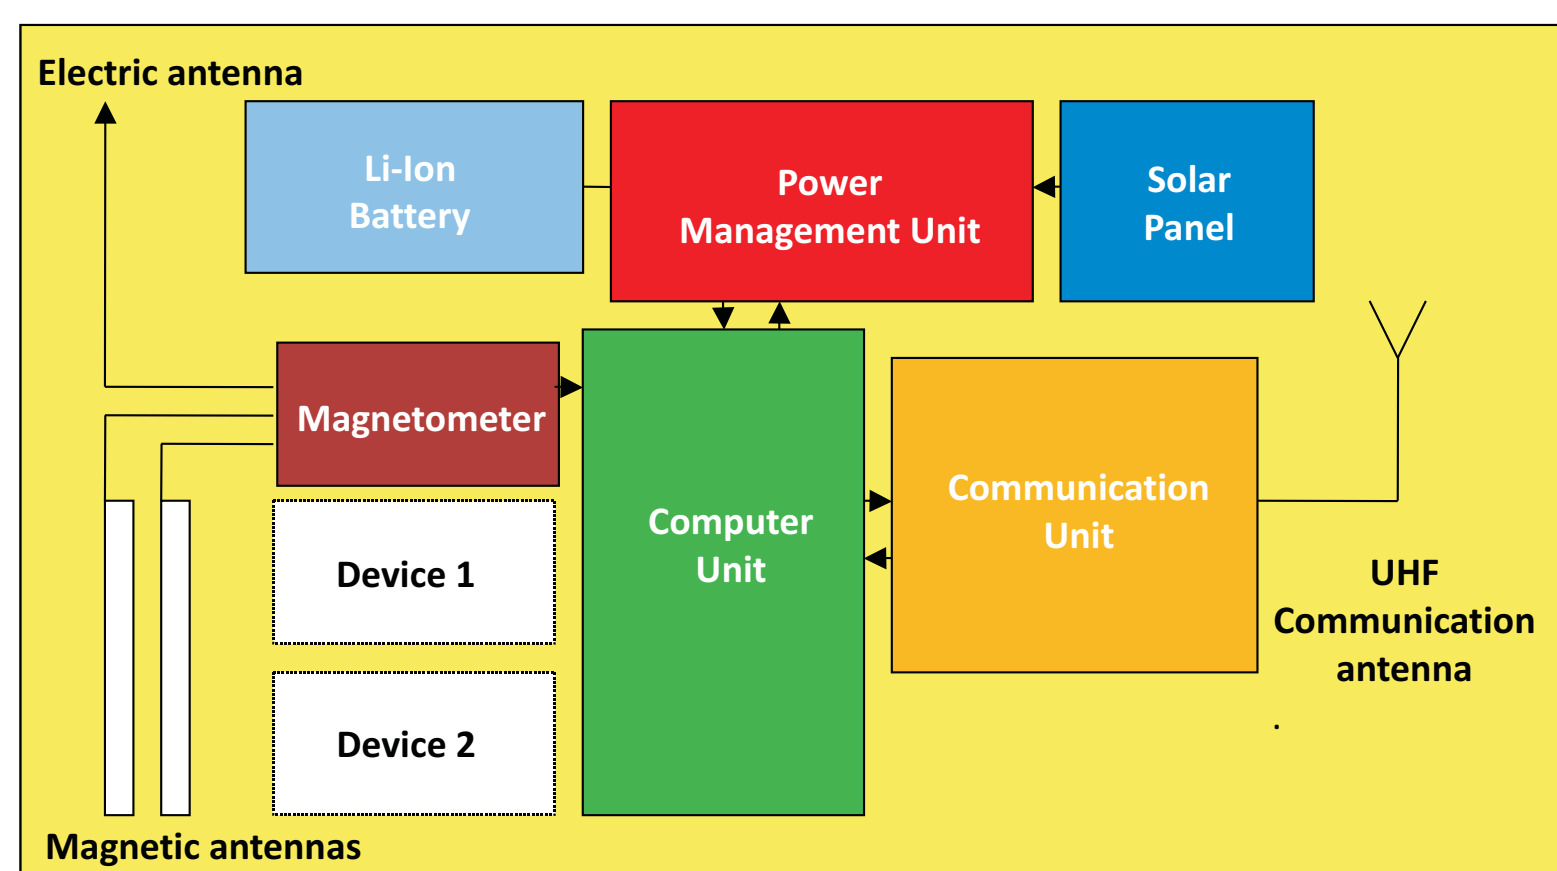 Electric antenna
Li-Ion
Battery
Power
Management Unit
Solar
Panel
Magnetometer
Device 1
Device 2
Computer
Unit
Communication
Unit
UHF
Communication
antenna
.
Magnetic antennas